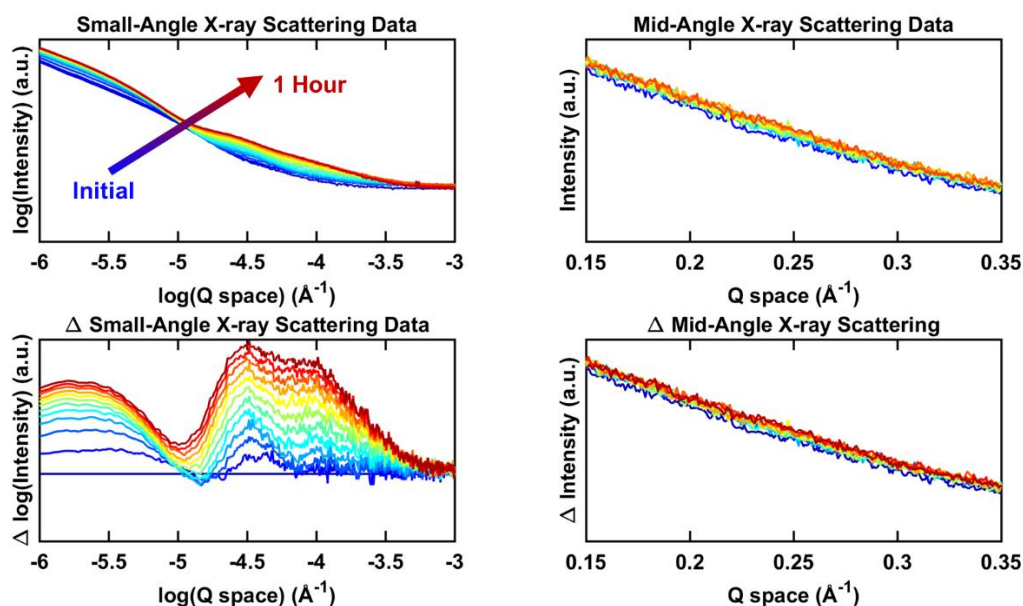 Small-Angle X-ray Scattering Data
log(Intensity) (a.u.)
1 Hour
Initial
-6 -5.5 -5 -4.5 -4 -3.5 -3
log(Q space) (Å⁻¹)
Mid-Angle X-ray Scattering Data
Intensity (a.u.)
0.15 0.2 0.25 0.3 0.35
Q space (Å⁻¹)
Δ Small-Angle X-ray Scattering Data
Δ log(Intensity) (a.u.)
-6 -5.5 -5 -4.5 -4 -3.5 -3
log(Q space) (Å⁻¹)
Δ Mid-Angle X-ray Scattering
Δ Intensity (a.u.)
0.15 0.2 0.25 0.3 0.35
Q space (Å⁻¹)